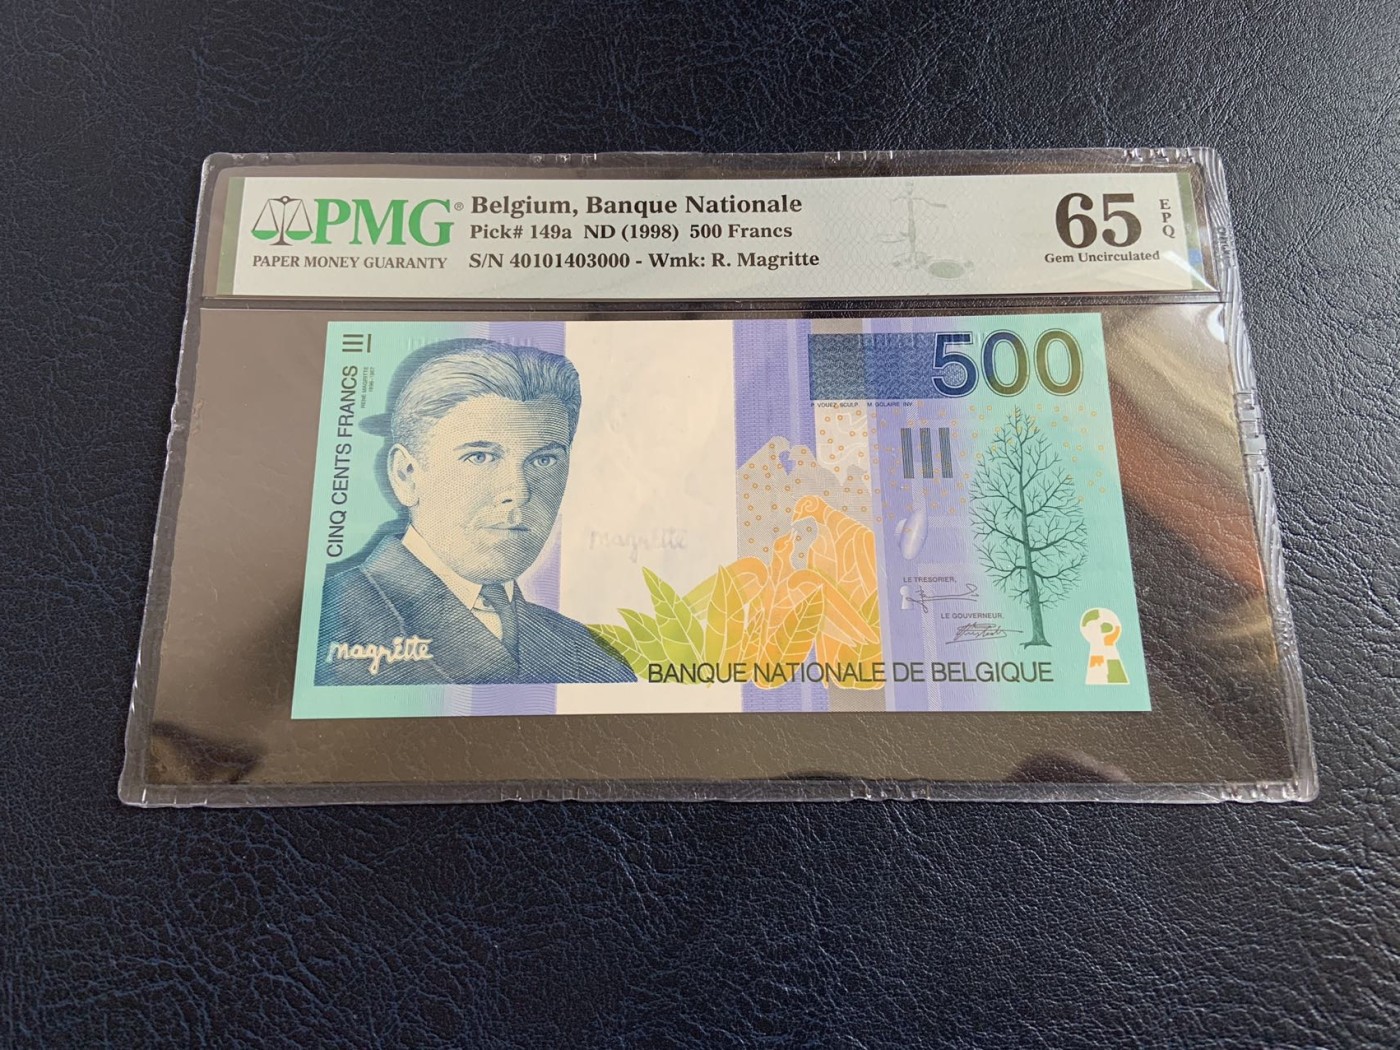 PMG® Belgium, Banque Nationale
Pick# 149a ND (1998) 500 Francs
PAPER MONEY GUARANTY
S/N 40101403000 - Wmk: R. Magritte
65 EPQ
Gem Uncirculated
CINQ CENTS FRANCS
500
magritte
LE TRESORIER,
LE GOUVERNEUR,
magritte
BANQUE NATIONALE DE BELGIQUE